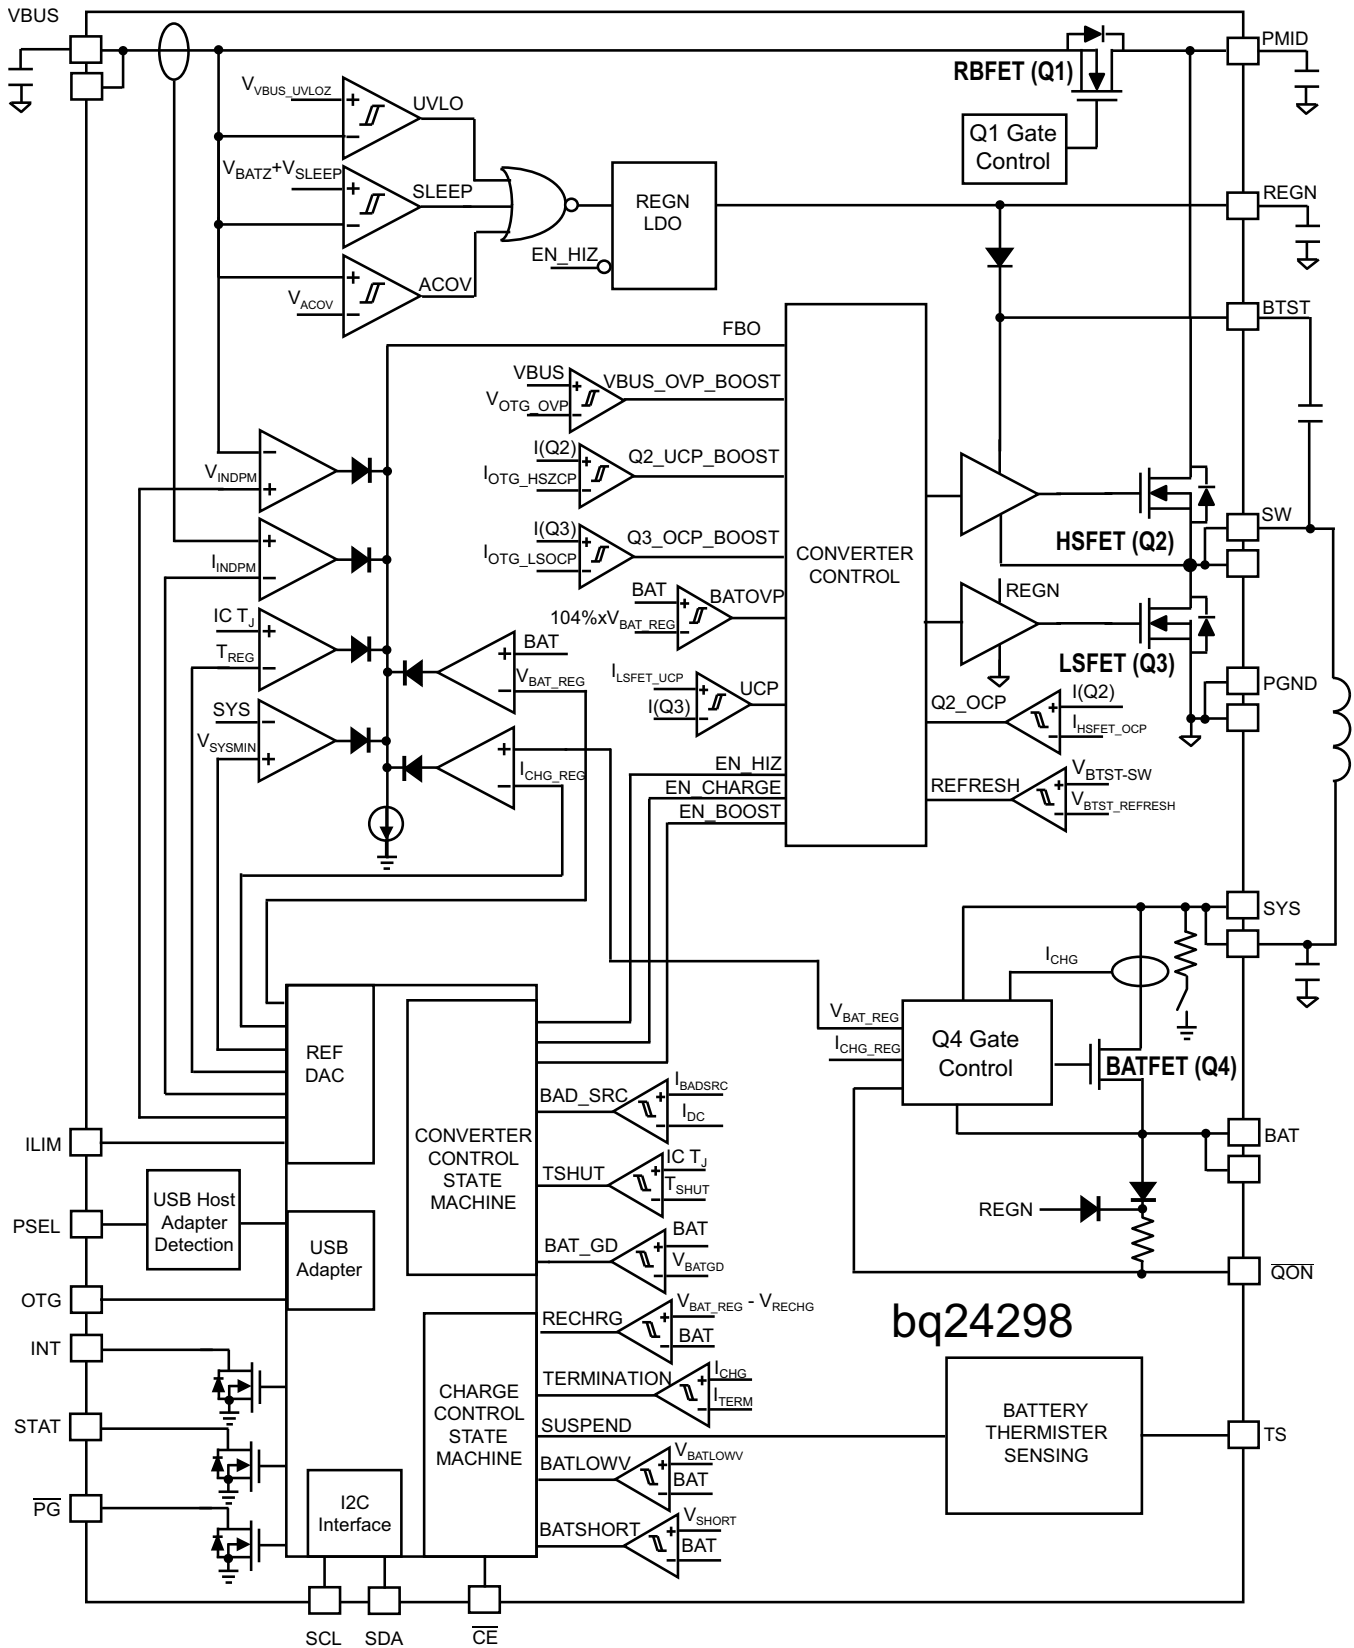 VBUS
PMID
RBFET (Q1)
V_VBUS_UVLOZ
+
UVLO
−
Q1 Gate
Control
V_BATZ+V_SLEEP
+
SLEEP
−
REGN
LDO
REGN
EN_HIZ
+
ACOV
V_ACOV
−
BTST
FBO
VBUS
+
VBUS_OVP_BOOST
V_OTG_OVP
−
I(Q2)
+
Q2_UCP_BOOST
I_OTG_HSZCP
−
−
V_INDPM
+
SW
HSFET (Q2)
I(Q3)
+
Q3_OCP_BOOST
I_OTG_LSOCP
−
+
I_INDPM
−
CONVERTER
CONTROL
BAT
+
BATOVP
104%xV_BAT_REG
−
REGN
IC T_J
+
T_REG
−
+
BAT
V_BAT_REG
−
LSFET (Q3)
I_LSFET_UCP
+
UCP
I(Q3)
−
PGND
Q2_OCP
I(Q2)
+
I_HSFET_OCP
−
SYS
−
V_SYSMIN
+
+
I_CHG_REG
−
EN_HIZ
EN_CHARGE
EN_BOOST
REFRESH
V_BTST-SW
+
V_BTST_REFRESH
−
SYS
I_CHG
V_BAT_REG
I_CHG_REG
Q4 Gate
Control
BATFET (Q4)
REF
DAC
BAD_SRC
I_BADSRC
+
I_DC
−
ILIM
BAT
CONVERTER
CONTROL
STATE
MACHINE
TSHUT
IC T_J
+
T_SHUT
−
USB Host
Adapter
Detection
PSEL
REGN
USB
Adapter
BAT_GD
BAT
+
V_BATGD
−
QON
OTG
RECHRG
V_BAT_REG - V_RECHG
+
BAT
−
bq24298
INT
TERMINATION
I_CHG
+
I_TERM
−
CHARGE
CONTROL
STATE
MACHINE
BATTERY
THERMISTER
SENSING
SUSPEND
STAT
TS
BATLOWV
V_BATLOWV
+
BAT
−
PG
I2C
Interface
BATSHORT
V_SHORT
+
BAT
−
SCL
SDA
CE